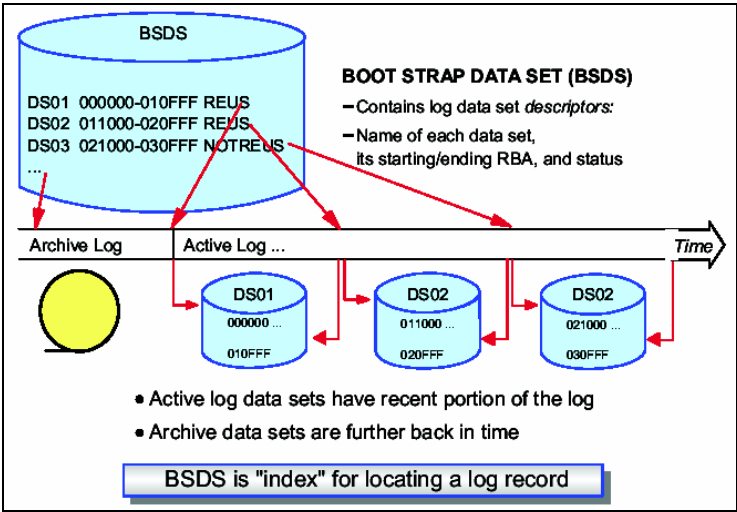 BSDS
DS01 000000-010FFF REUS
DS02 011000-020FFF REUS
DS03 021000-030FFF NOTREUS
...
BOOT STRAP DATA SET (BSDS)
–Contains log data set descriptors:
–Name of each data set,
its starting/ending RBA, and status
Archive Log
Active Log ...
Time
DS01
000000 ...
010FFF
DS02
011000 ...
020FFF
DS02
021000 ...
030FFF
• Active log data sets have recent portion of the log
• Archive data sets are further back in time
BSDS is "index" for locating a log record